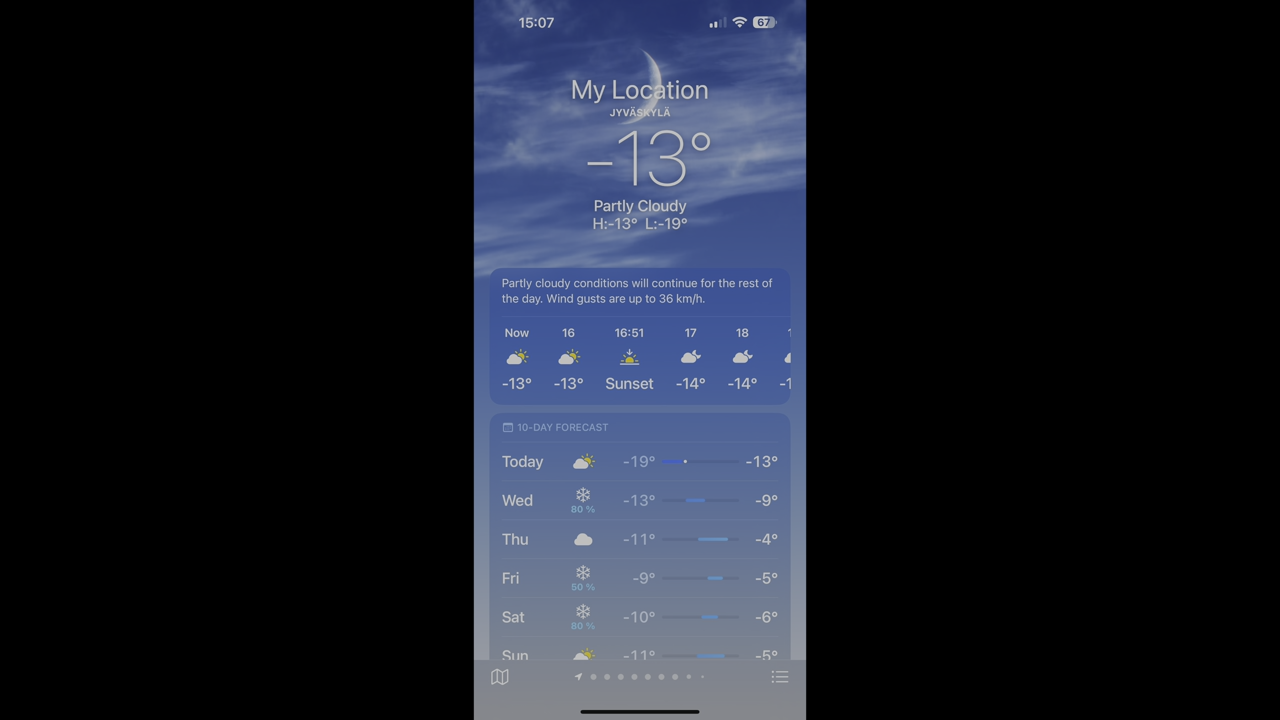 15:07
67
My Location
JYVÄSKYLÄ
-13°
Partly Cloudy
H:-13° L:-19°
Partly cloudy conditions will continue for the rest of
the day. Wind gusts are up to 36 km/h.
Now 16 16:51 17 18
-13° -13° Sunset -14° -14°
10-DAY FORECAST
Today -19° -13°
Wed 80 % -13° -9°
Thu -11° -4°
Fri 50 % -9° -5°
Sat 80 % -10° -6°
Sun -11° -5°